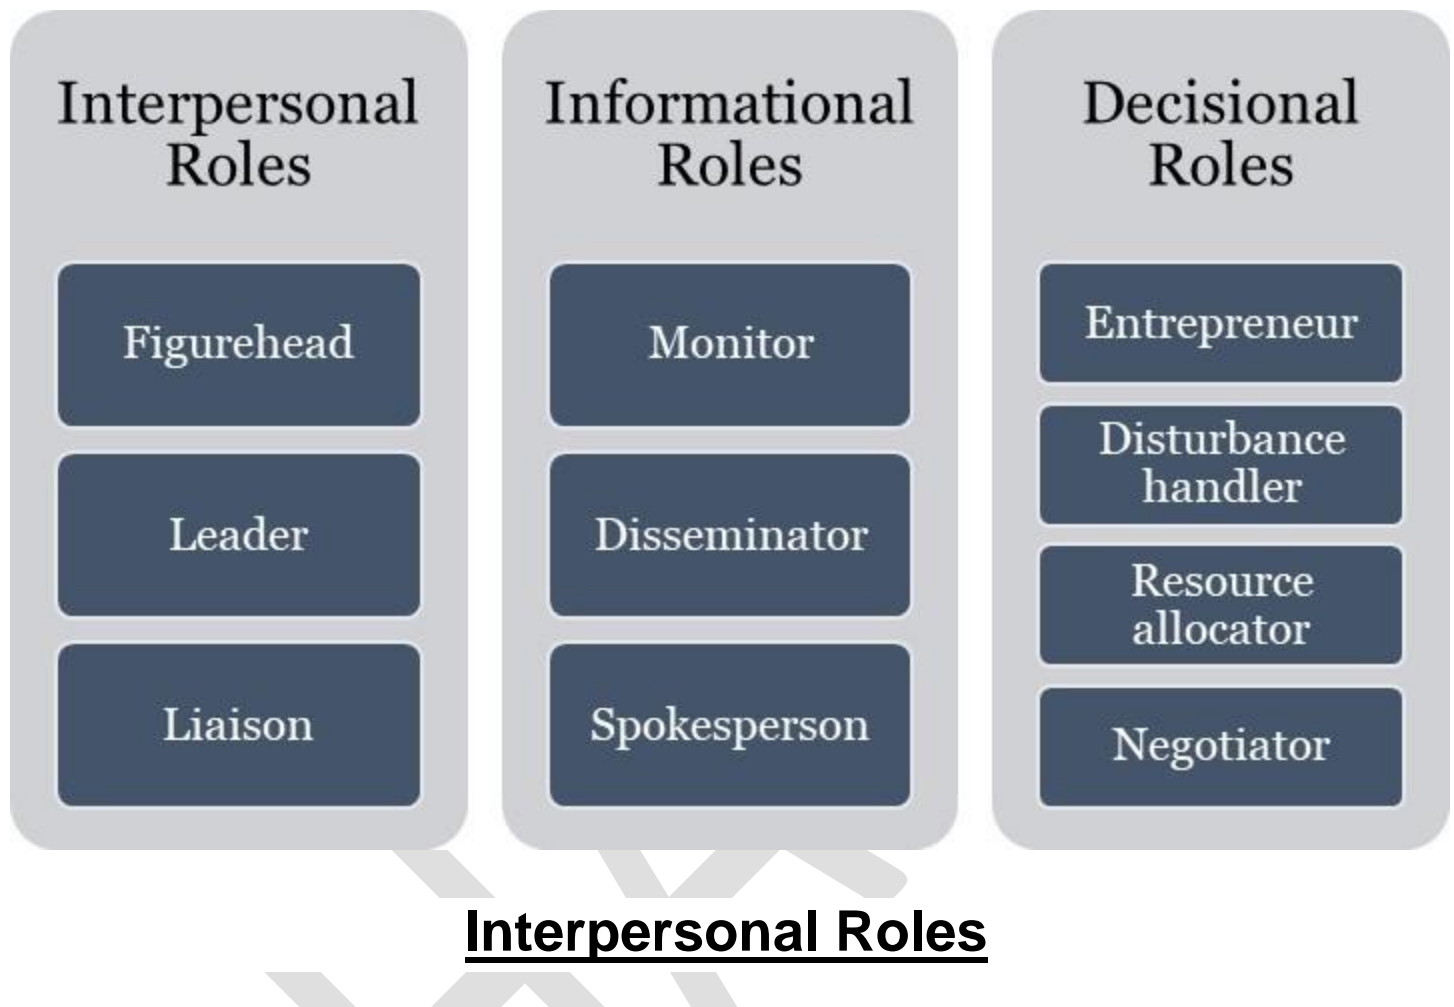 Interpersonal
Roles
Figurehead
Leader
Liaison
Informational
Roles
Monitor
Disseminator
Spokesperson
Decisional
Roles
Entrepreneur
Disturbance
handler
Resource
allocator
Negotiator
Interpersonal Roles